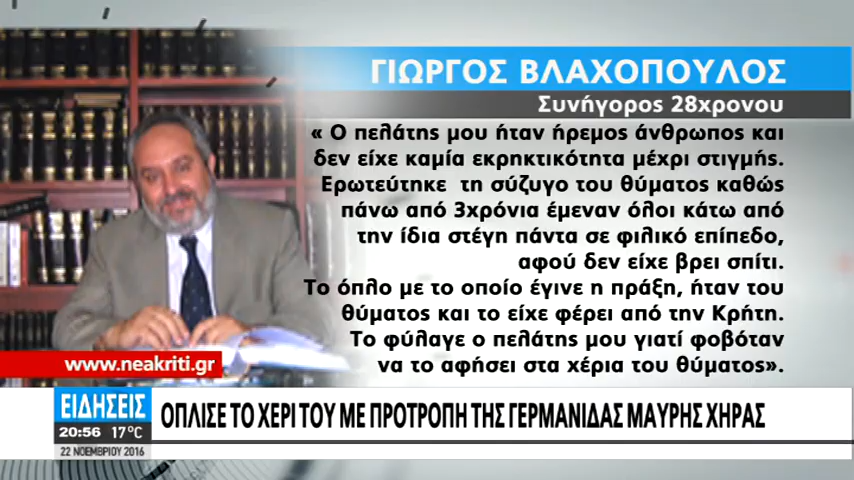 ΓΙΩΡΓΟΣ ΒΛΑΧΟΠΟΥΛΟΣ
Συνήγορος 28χρονου
« Ο πελάτης μου ήταν ήρεμος άνθρωπος και
δεν είχε καμία εκρηκτικότητα μέχρι στιγμής.
Ερωτεύτηκε τη σύζυγο του θύματος καθώς
πάνω από 3χρόνια έμεναν όλοι κάτω από
την ίδια στέγη πάντα σε φιλικό επίπεδο,
αφού δεν είχε βρει σπίτι.
Το όπλο με το οποίο έγινε η πράξη, ήταν του
θύματος και το είχε φέρει από την Κρήτη.
Το φύλαγε ο πελάτης μου γιατί φοβόταν
να το αφήσει στα χέρια του θύματος».
www.neakriti.gr
ΕΙΔΗΣΕΙΣ
ΟΠΛΙΣΕ ΤΟ ΧΕΡΙ ΤΟΥ ΜΕ ΠΡΟΤΡΟΠΗ ΤΗΣ ΓΕΡΜΑΝΙΔΑΣ ΜΑΥΡΗΣ ΧΗΡΑΣ
20:56 17°C
22 ΝΟΕΜΒΡΙΟΥ 2016